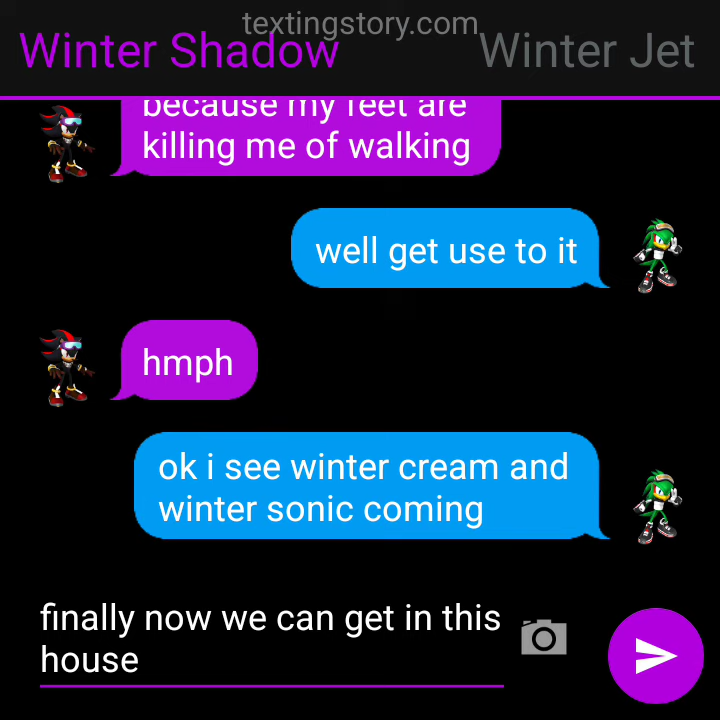 textingstory.com
Winter Shadow
Winter Jet
because my feet are
killing me of walking
well get use to it
hmph
ok i see winter cream and
winter sonic coming
finally now we can get in this
house